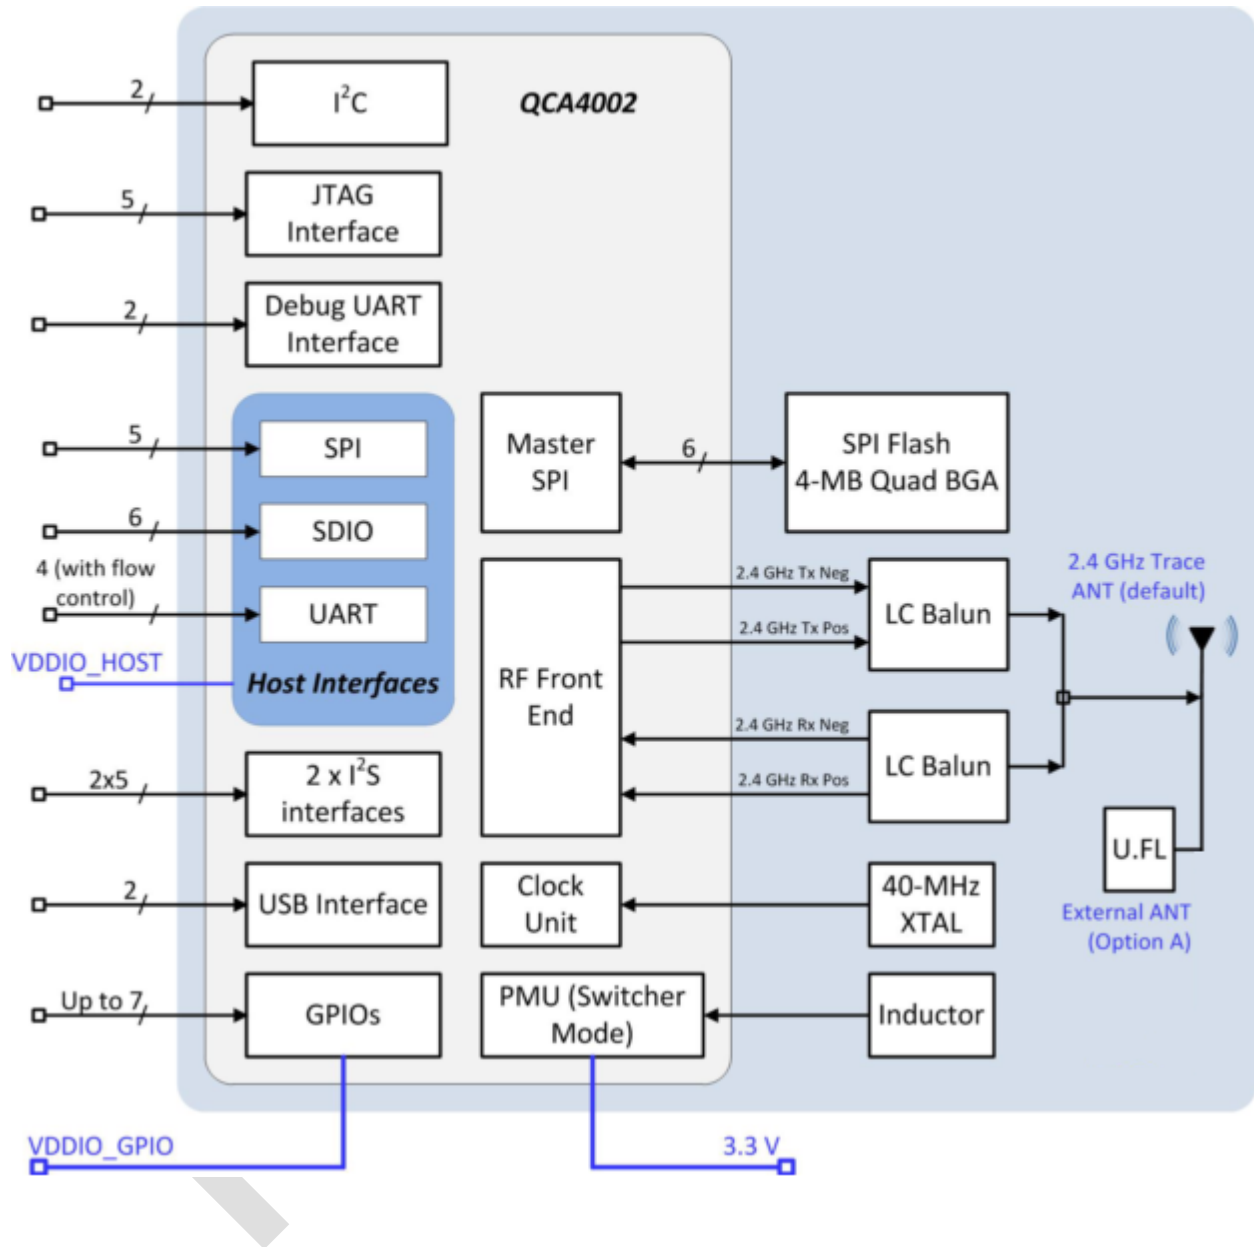 2
I²C
QCA4002
5
JTAG
Interface
2
Debug UART
Interface
5
SPI
6
SDIO
4 (with flow
control)
UART
VDDIO_HOST
Host Interfaces
Master
SPI
6
SPI Flash
4-MB Quad BGA
RF Front
End
2.4 GHz Tx Neg
2.4 GHz Tx Pos
LC Balun
2.4 GHz Trace
ANT (default)
2.4 GHz Rx Neg
2.4 GHz Rx Pos
LC Balun
U.FL
External ANT
(Option A)
2x5
2 x I²S
interfaces
2
USB Interface
Clock
Unit
40-MHz
XTAL
Up to 7
GPIOs
PMU (Switcher
Mode)
Inductor
VDDIO_GPIO
3.3 V